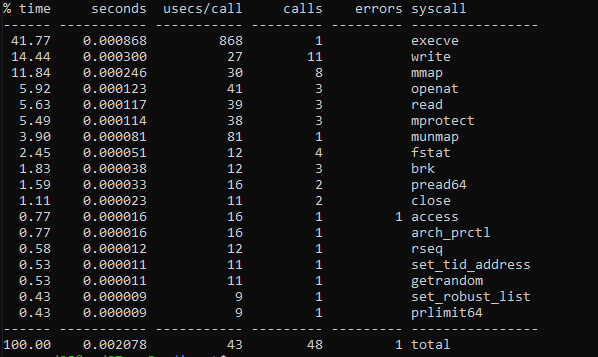 % time     seconds  usecs/call     calls    errors syscall
------ ----------- ----------- --------- --------- ----------------
 41.77    0.000868         868         1           execve
 14.44    0.000300          27        11           write
 11.84    0.000246          30         8           mmap
  5.92    0.000123          41         3           openat
  5.63    0.000117          39         3           read
  5.49    0.000114          38         3           mprotect
  3.90    0.000081          81         1           munmap
  2.45    0.000051          12         4           fstat
  1.83    0.000038          12         3           brk
  1.59    0.000033          16         2           pread64
  1.11    0.000023          11         2           close
  0.77    0.000016          16         1         1 access
  0.77    0.000016          16         1           arch_prctl
  0.58    0.000012          12         1           rseq
  0.53    0.000011          11         1           set_tid_address
  0.53    0.000011          11         1           getrandom
  0.43    0.000009           9         1           set_robust_list
  0.43    0.000009           9         1           prlimit64
------ ----------- ----------- --------- --------- ----------------
100.00    0.002078          43        48         1 total